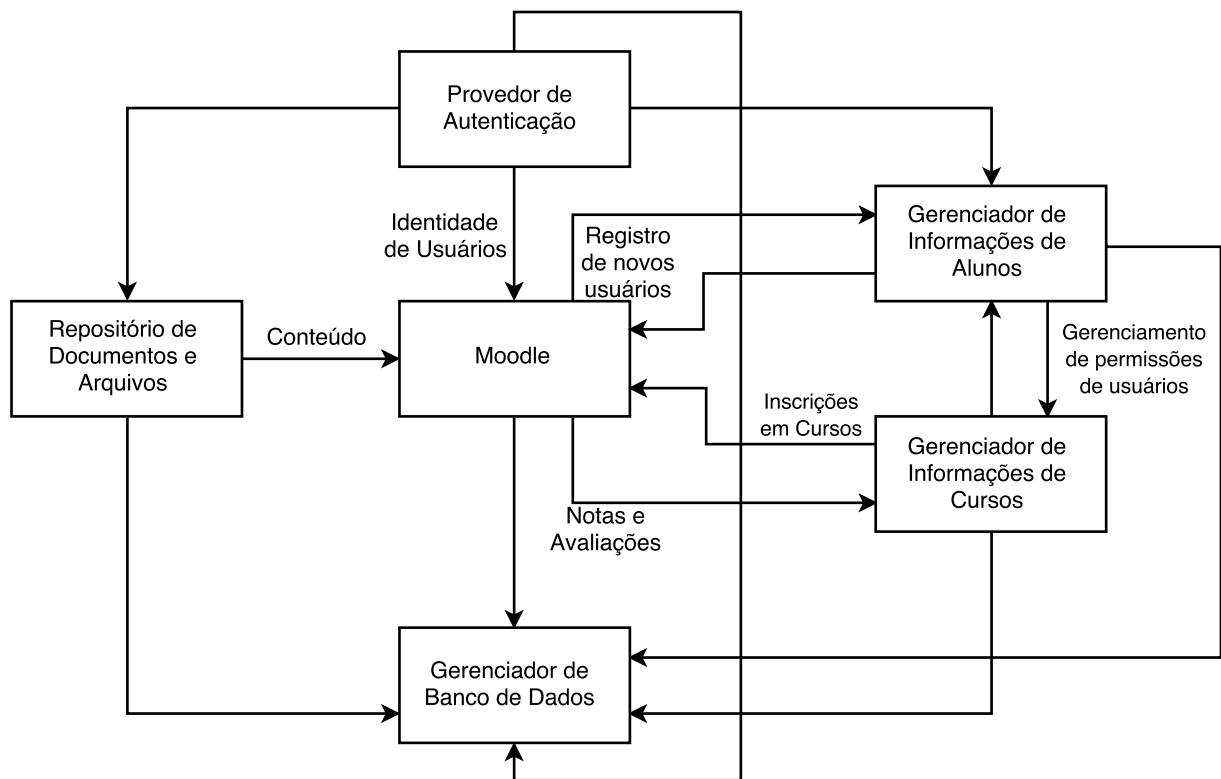 Provedor de
Autenticação
Identidade
de Usuários
Registro
de novos
usuários
Gerenciador de
Informações de
Alunos
Repositório de
Documentos e
Arquivos
Conteúdo
Moodle
Gerenciamento
de permissões
de usuários
Inscrições
em Cursos
Gerenciador de
Informações de
Cursos
Notas e
Avaliações
Gerenciador de
Banco de Dados